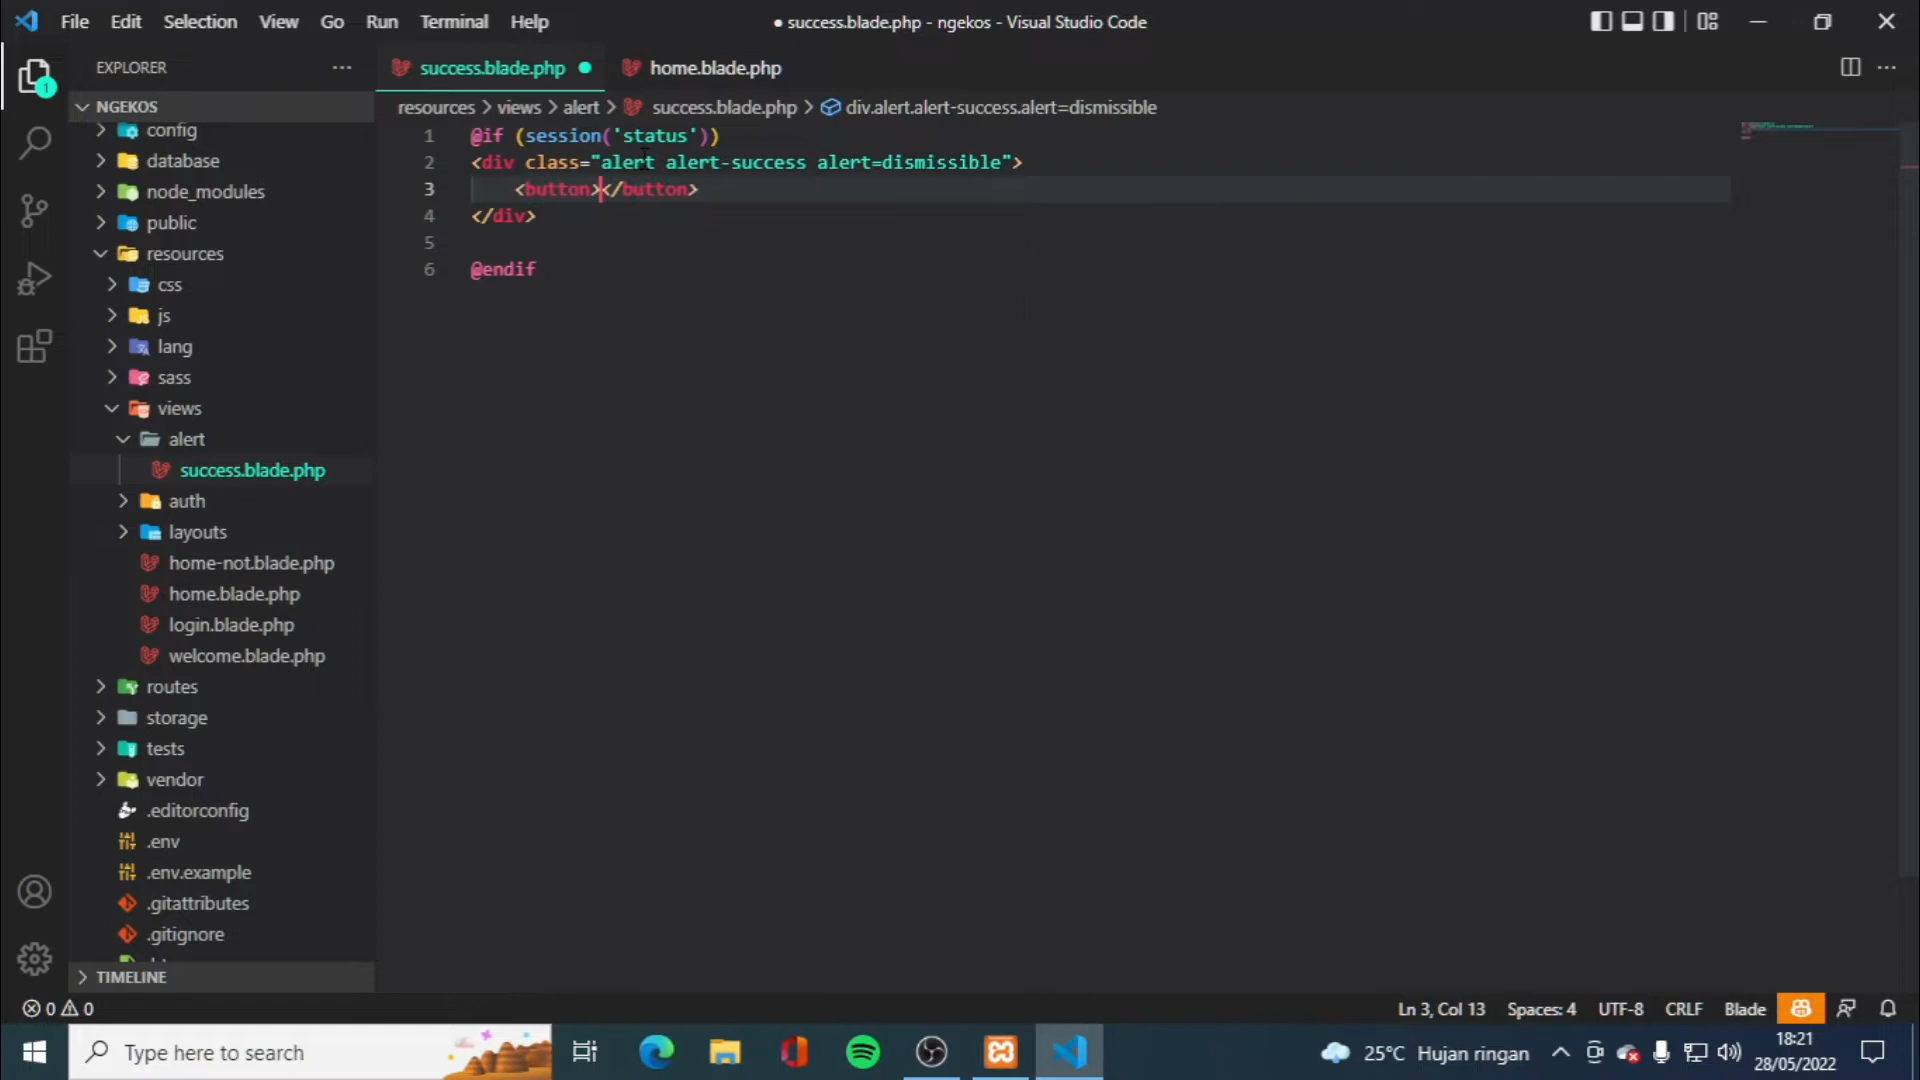 File Edit Selection View Go Run Terminal Help
● success.blade.php - ngekos - Visual Studio Code
EXPLORER
success.blade.php
home.blade.php
1
NGEKOS
resources > views > alert > success.blade.php > div.alert.alert-success.alert=dismissible
config
database
node_modules
public
resources
css
js
lang
sass
views
alert
success.blade.php
auth
layouts
home-not.blade.php
home.blade.php
login.blade.php
welcome.blade.php
routes
storage
tests
vendor
.editorconfig
.env
.env.example
.gitattributes
.gitignore
TIMELINE
1 @if (session('status'))
2 <div class="alert alert-success alert=dismissible">
3 <button></button>
4 </div>
5
6 @endif
0 0
Ln 3, Col 13 Spaces: 4 UTF-8 CRLF Blade
Type here to search
25°C Hujan ringan
18:21
28/05/2022